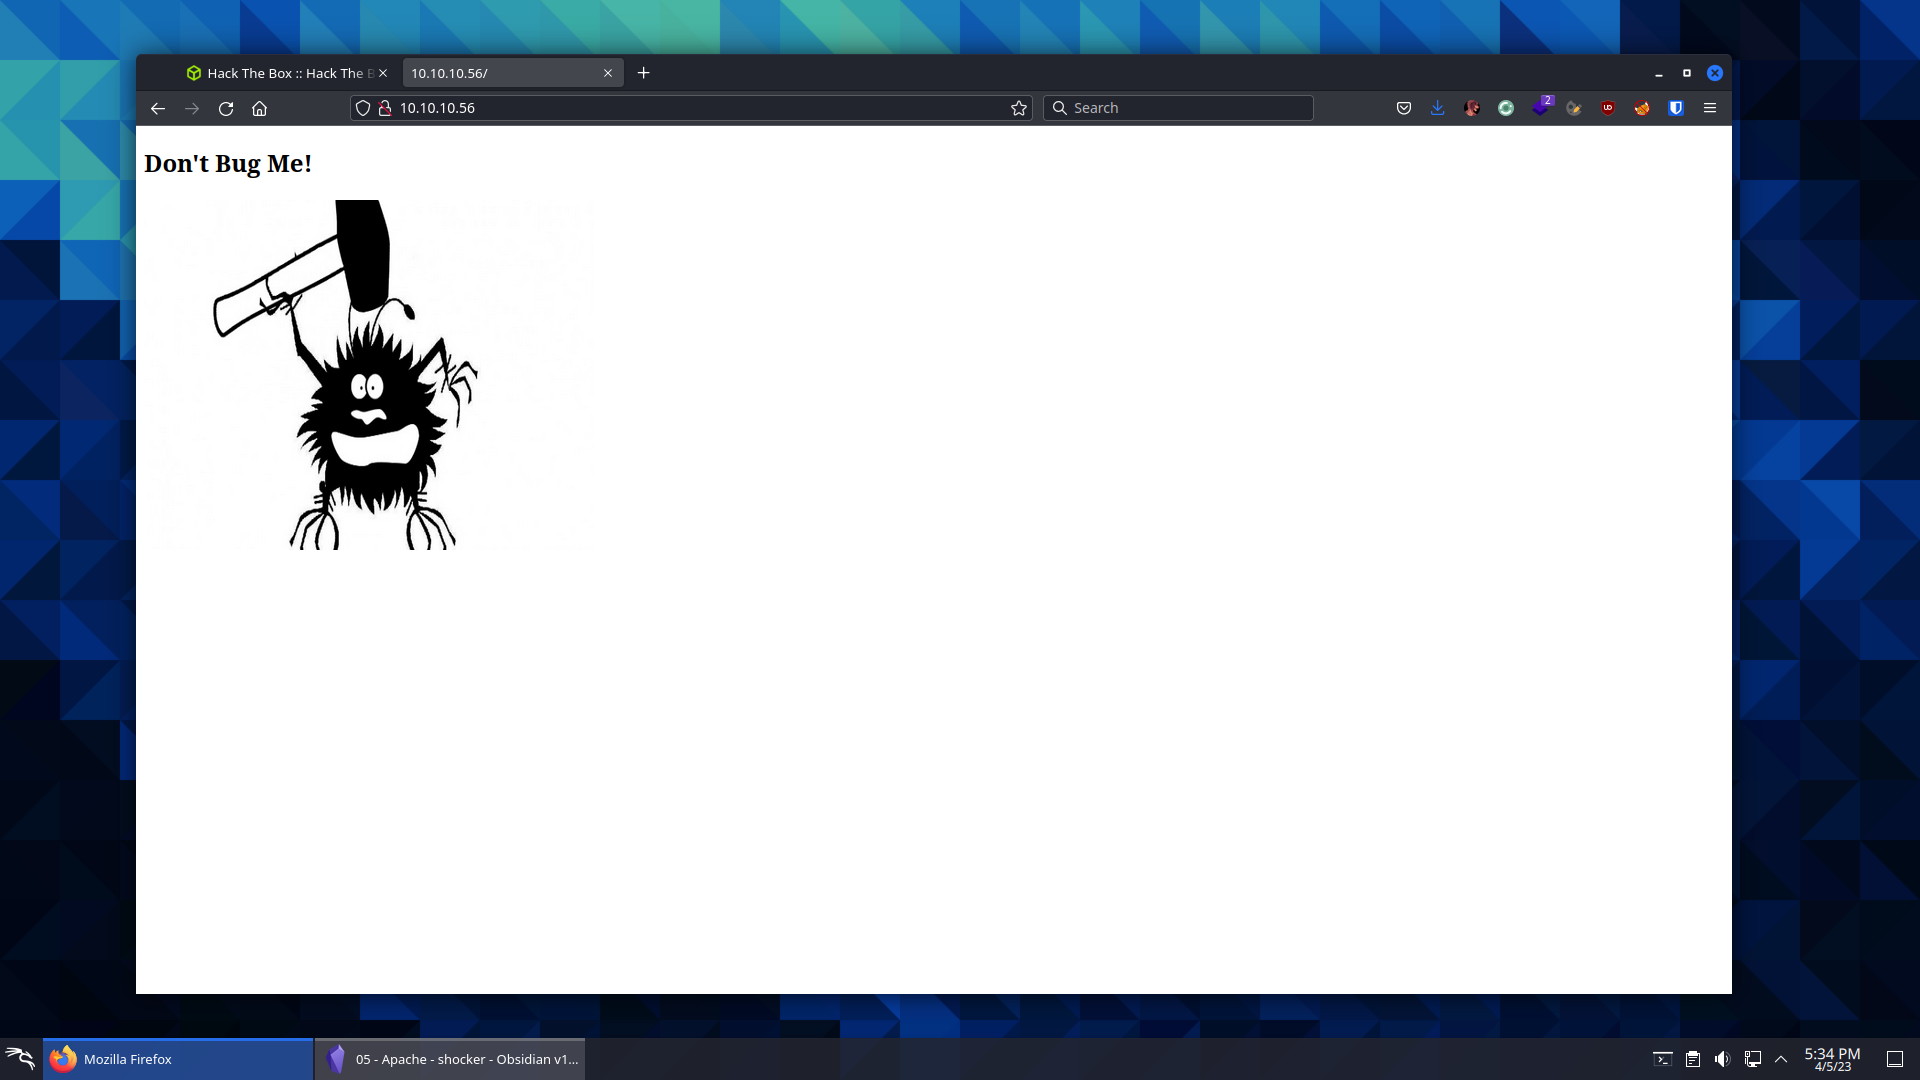 Hack The Box :: Hack The B
10.10.10.56/
10.10.10.56
Search
2
Don't Bug Me!
Mozilla Firefox
05 - Apache - shocker - Obsidian v1...
5:34 PM
4/5/23